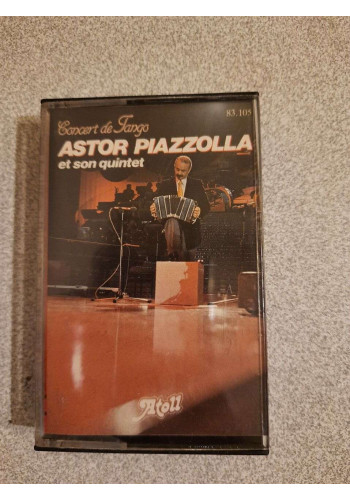 83.105
Concert de Tango
ASTOR PIAZZOLLA
et son quintet
Atoll